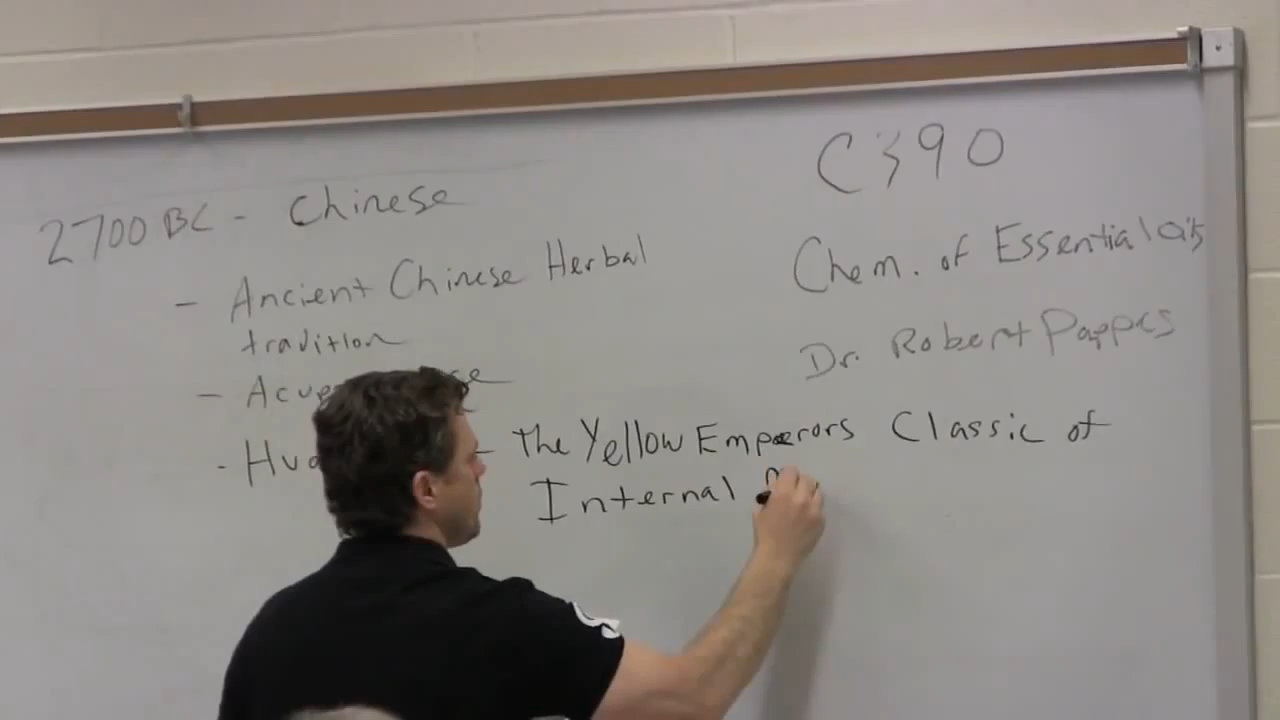 2700 BC - Chinese
- Ancient Chinese Herbal
tradition
-
- - The Yellow Emperors Classic of
Internal
C390
Chem. of Essential Oils
Dr. Robert Pappas